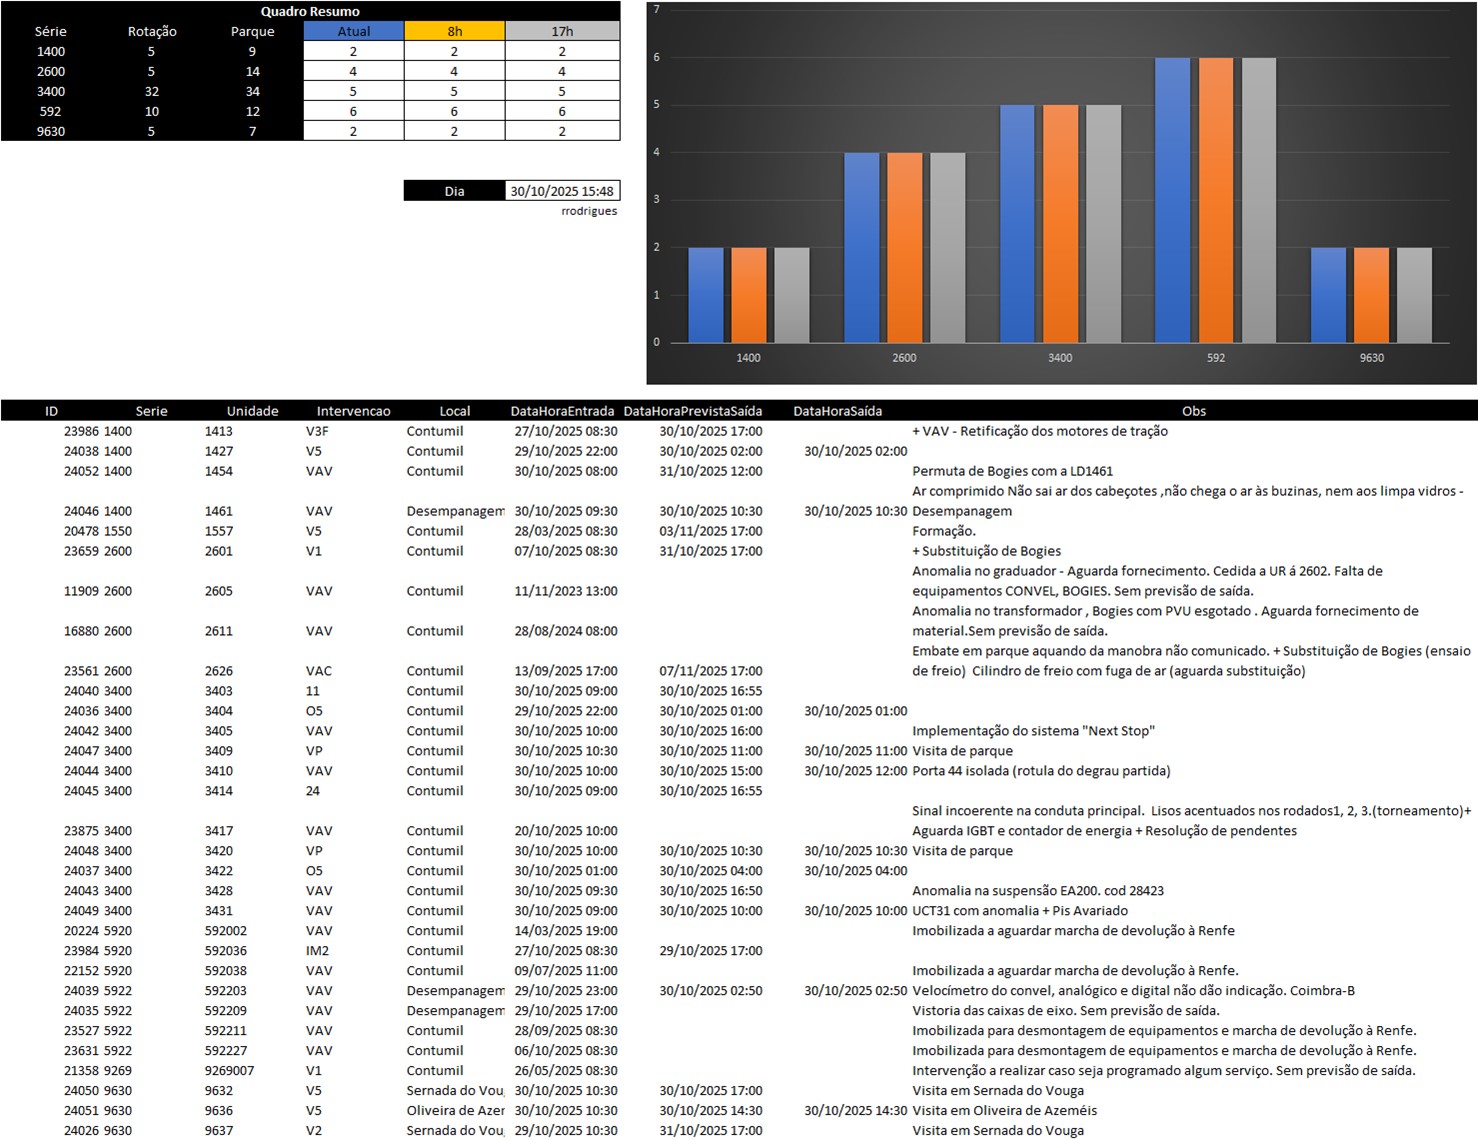 Quadro Resumo
Série Rotação Parque Atual 8h 17h
1400 5 9 2 2 2
2600 5 14 4 4 4
3400 32 34 5 5 5
592 10 12 6 6 6
9630 5 7 2 2 2
Dia 30/10/2025 15:48
rrodrigues
7
6
5
4
3
2
1
0
1400 2600 3400 592 9630
ID Serie Unidade Intervencao Local DataHoraEntrada DataHoraPrevistaSaída DataHoraSaída Obs
23986 1400 1413 V3F Contumil 27/10/2025 08:30 30/10/2025 17:00 + VAV - Retificação dos motores de tração
24038 1400 1427 V5 Contumil 29/10/2025 22:00 30/10/2025 02:00 30/10/2025 02:00
24052 1400 1454 VAV Contumil 30/10/2025 08:00 31/10/2025 12:00 Permuta de Bogies com a LD1461
Ar comprimido Não sai ar dos cabeçotes ,não chega o ar às buzinas, nem aos limpa vidros -
24046 1400 1461 VAV Desempanagem 30/10/2025 09:30 30/10/2025 10:30 30/10/2025 10:30 Desempanagem
20478 1550 1557 V5 Contumil 28/03/2025 08:30 03/11/2025 17:00 Formação.
23659 2600 2601 V1 Contumil 07/10/2025 08:30 31/10/2025 17:00 + Substituição de Bogies
Anomalia no graduador - Aguarda fornecimento. Cedida a UR á 2602. Falta de
11909 2600 2605 VAV Contumil 11/11/2023 13:00 equipamentos CONVEL, BOGIES. Sem previsão de saída.
Anomalia no transformador , Bogies com PVU esgotado . Aguarda fornecimento de
16880 2600 2611 VAV Contumil 28/08/2024 08:00 material.Sem previsão de saída.
Embate em parque aquando da manobra não comunicado. + Substituição de Bogies (ensaio
23561 2600 2626 VAC Contumil 13/09/2025 17:00 07/11/2025 17:00 de freio)  Cilindro de freio com fuga de ar (aguarda substituição)
24040 3400 3403 11 Contumil 30/10/2025 09:00 30/10/2025 16:55
24036 3400 3404 O5 Contumil 29/10/2025 22:00 30/10/2025 01:00 30/10/2025 01:00
24042 3400 3405 VAV Contumil 30/10/2025 10:00 30/10/2025 16:00 Implementação do sistema "Next Stop"
24047 3400 3409 VP Contumil 30/10/2025 10:30 30/10/2025 11:00 30/10/2025 11:00 Visita de parque
24044 3400 3410 VAV Contumil 30/10/2025 10:00 30/10/2025 15:00 30/10/2025 12:00 Porta 44 isolada (rotula do degrau partida)
24045 3400 3414 24 Contumil 30/10/2025 09:00 30/10/2025 16:55
Sinal incoerente na conduta principal.  Lisos acentuados nos rodados1, 2, 3.(torneamento)+
23875 3400 3417 VAV Contumil 20/10/2025 10:00 Aguarda IGBT e contador de energia + Resolução de pendentes
24048 3400 3420 VP Contumil 30/10/2025 10:00 30/10/2025 10:30 30/10/2025 10:30 Visita de parque
24037 3400 3422 O5 Contumil 30/10/2025 01:00 30/10/2025 04:00 30/10/2025 04:00
24043 3400 3428 VAV Contumil 30/10/2025 09:30 30/10/2025 16:50 Anomalia na suspensão EA200. cod 28423
24049 3400 3431 VAV Contumil 30/10/2025 09:00 30/10/2025 10:00 30/10/2025 10:00 UCT31 com anomalia + Pis Avariado
20224 5920 592002 VAV Contumil 14/03/2025 19:00 Imobilizada a aguardar marcha de devolução à Renfe
23984 5920 592036 IM2 Contumil 27/10/2025 08:30 29/10/2025 17:00
22152 5920 592038 VAV Contumil 09/07/2025 11:00 Imobilizada a aguardar marcha de devolução à Renfe.
24039 5922 592203 VAV Desempanagem 29/10/2025 23:00 30/10/2025 02:50 30/10/2025 02:50 Velocímetro do convel, analógico e digital não dão indicação. Coimbra-B
24035 5922 592209 VAV Desempanagem 29/10/2025 17:00 Vistoria das caixas de eixo. Sem previsão de saída.
23527 5922 592211 VAV Contumil 28/09/2025 08:30 Imobilizada para desmontagem de equipamentos e marcha de devolução à Renfe.
23631 5922 592227 VAV Contumil 06/10/2025 08:30 Imobilizada para desmontagem de equipamentos e marcha de devolução à Renfe.
21358 9269 9269007 V1 Contumil 26/05/2025 08:30 Intervenção a realizar caso seja programado algum serviço. Sem previsão de saída.
24050 9630 9632 V5 Sernada do Vou 30/10/2025 10:30 30/10/2025 17:00 Visita em Sernada do Vouga
24051 9630 9636 V5 Oliveira de Azer 30/10/2025 10:30 30/10/2025 14:30 30/10/2025 14:30 Visita em Oliveira de Azeméis
24026 9630 9637 V2 Sernada do Vou 29/10/2025 10:30 31/10/2025 17:00 Visita em Sernada do Vouga